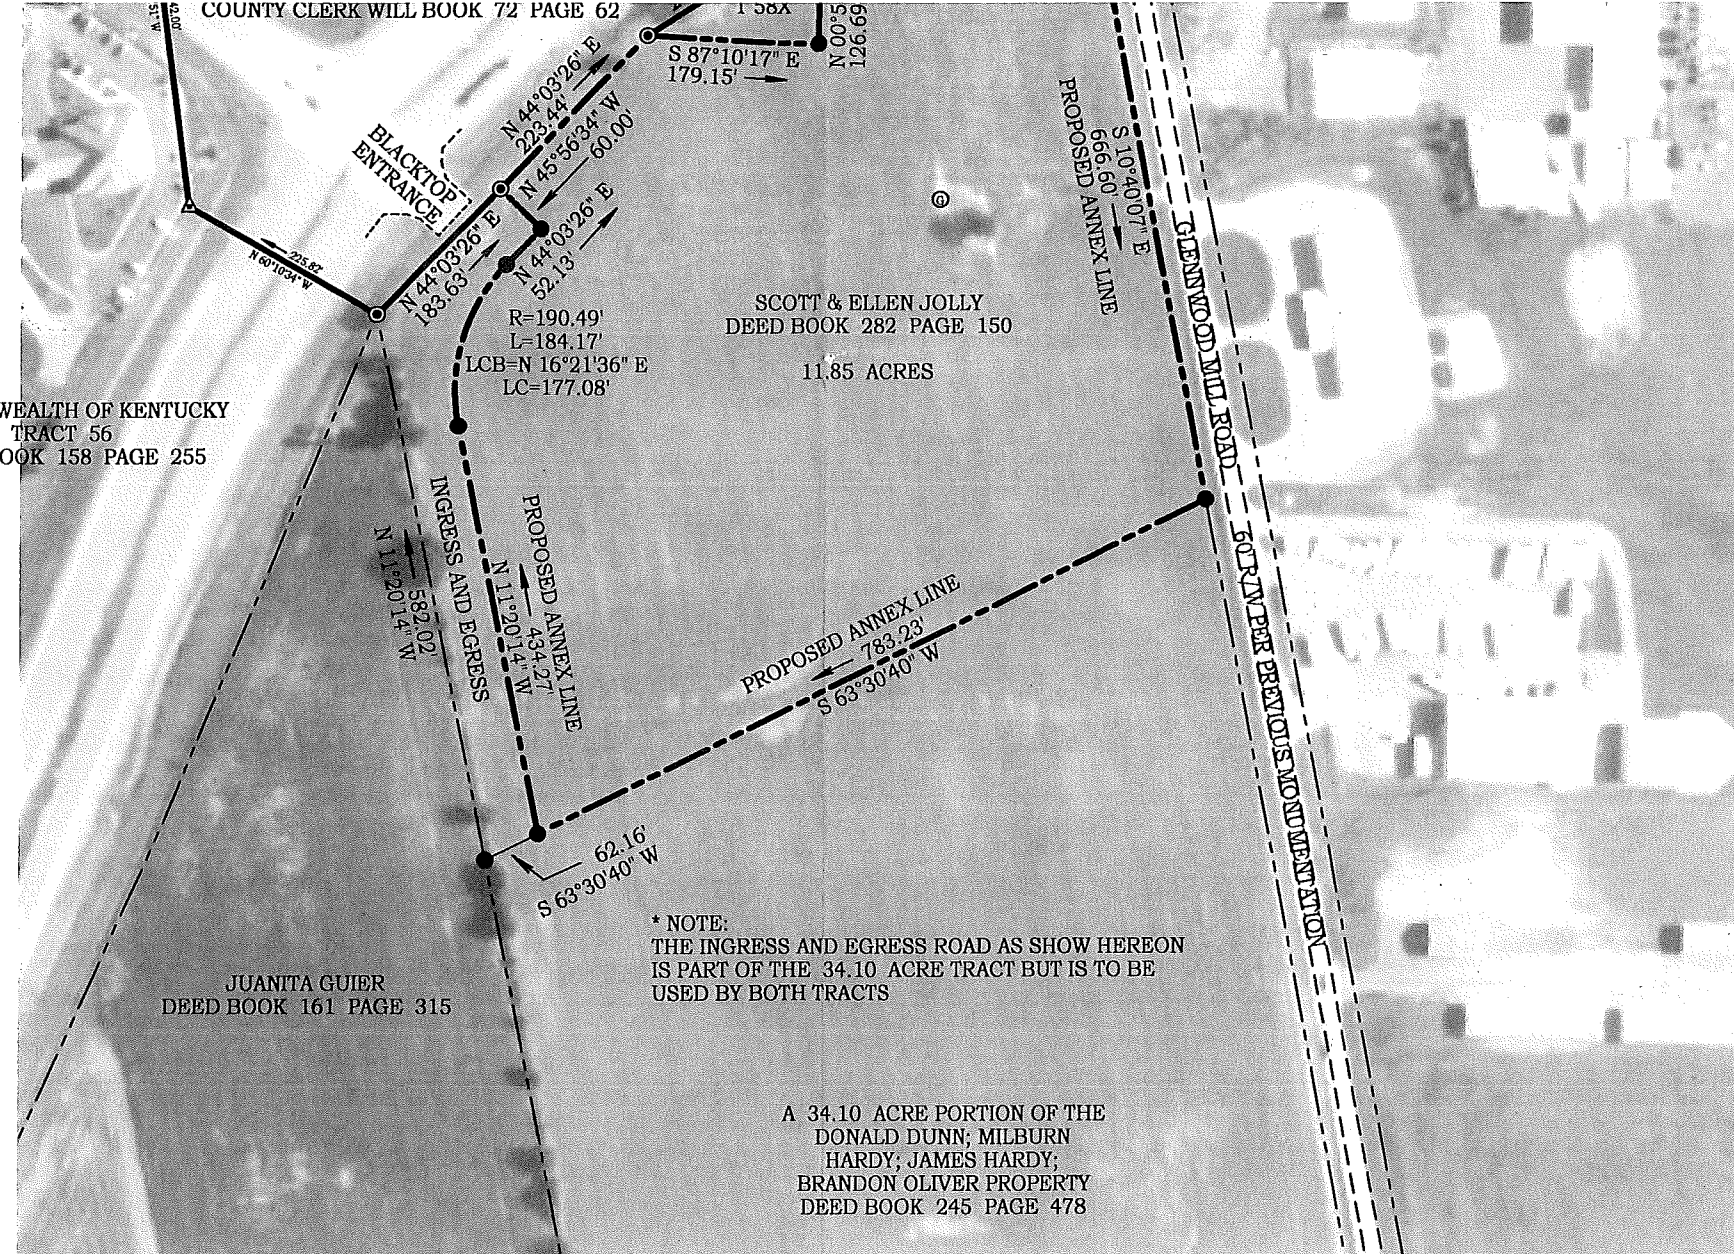 COUNTY CLERK WILL BOOK 72 PAGE 62
58X
N 00°5
126.69
S 87°10'17" E
179.15'
N 44°03'26" E
223.44'
N 45°56'34" W
60.00'
BLACKTOP
ENTRANCE
N 44°03'26" E
183.63'
N 44°03'26" E
52.13'
225.82'
N 60°10'34" W
R=190.49'
L=184.17'
LCB=N 16°21'36" E
LC=177.08'
G
SCOTT & ELLEN JOLLY
DEED BOOK 282 PAGE 150
11.85 ACRES
PROPOSED ANNEX LINE
666.60'
S 10°40'07" E
GLENNWOOD MILL ROAD
60' R/W PER PREVIOUS MONUMENTATION
WEALTH OF KENTUCKY
TRACT 56
OOK 158 PAGE 255
INGRESS AND EGRESS
582.02'
N 11°20'14" W
PROPOSED ANNEX LINE
434.27'
N 11°20'14" W
PROPOSED ANNEX LINE
783.23'
S 63°30'40" W
62.16'
S 63°30'40" W
* NOTE:
THE INGRESS AND EGRESS ROAD AS SHOW HEREON
IS PART OF THE 34.10 ACRE TRACT BUT IS TO BE
USED BY BOTH TRACTS
JUANITA GUIER
DEED BOOK 161 PAGE 315
A 34.10 ACRE PORTION OF THE
DONALD DUNN; MILBURN
HARDY; JAMES HARDY;
BRANDON OLIVER PROPERTY
DEED BOOK 245 PAGE 478